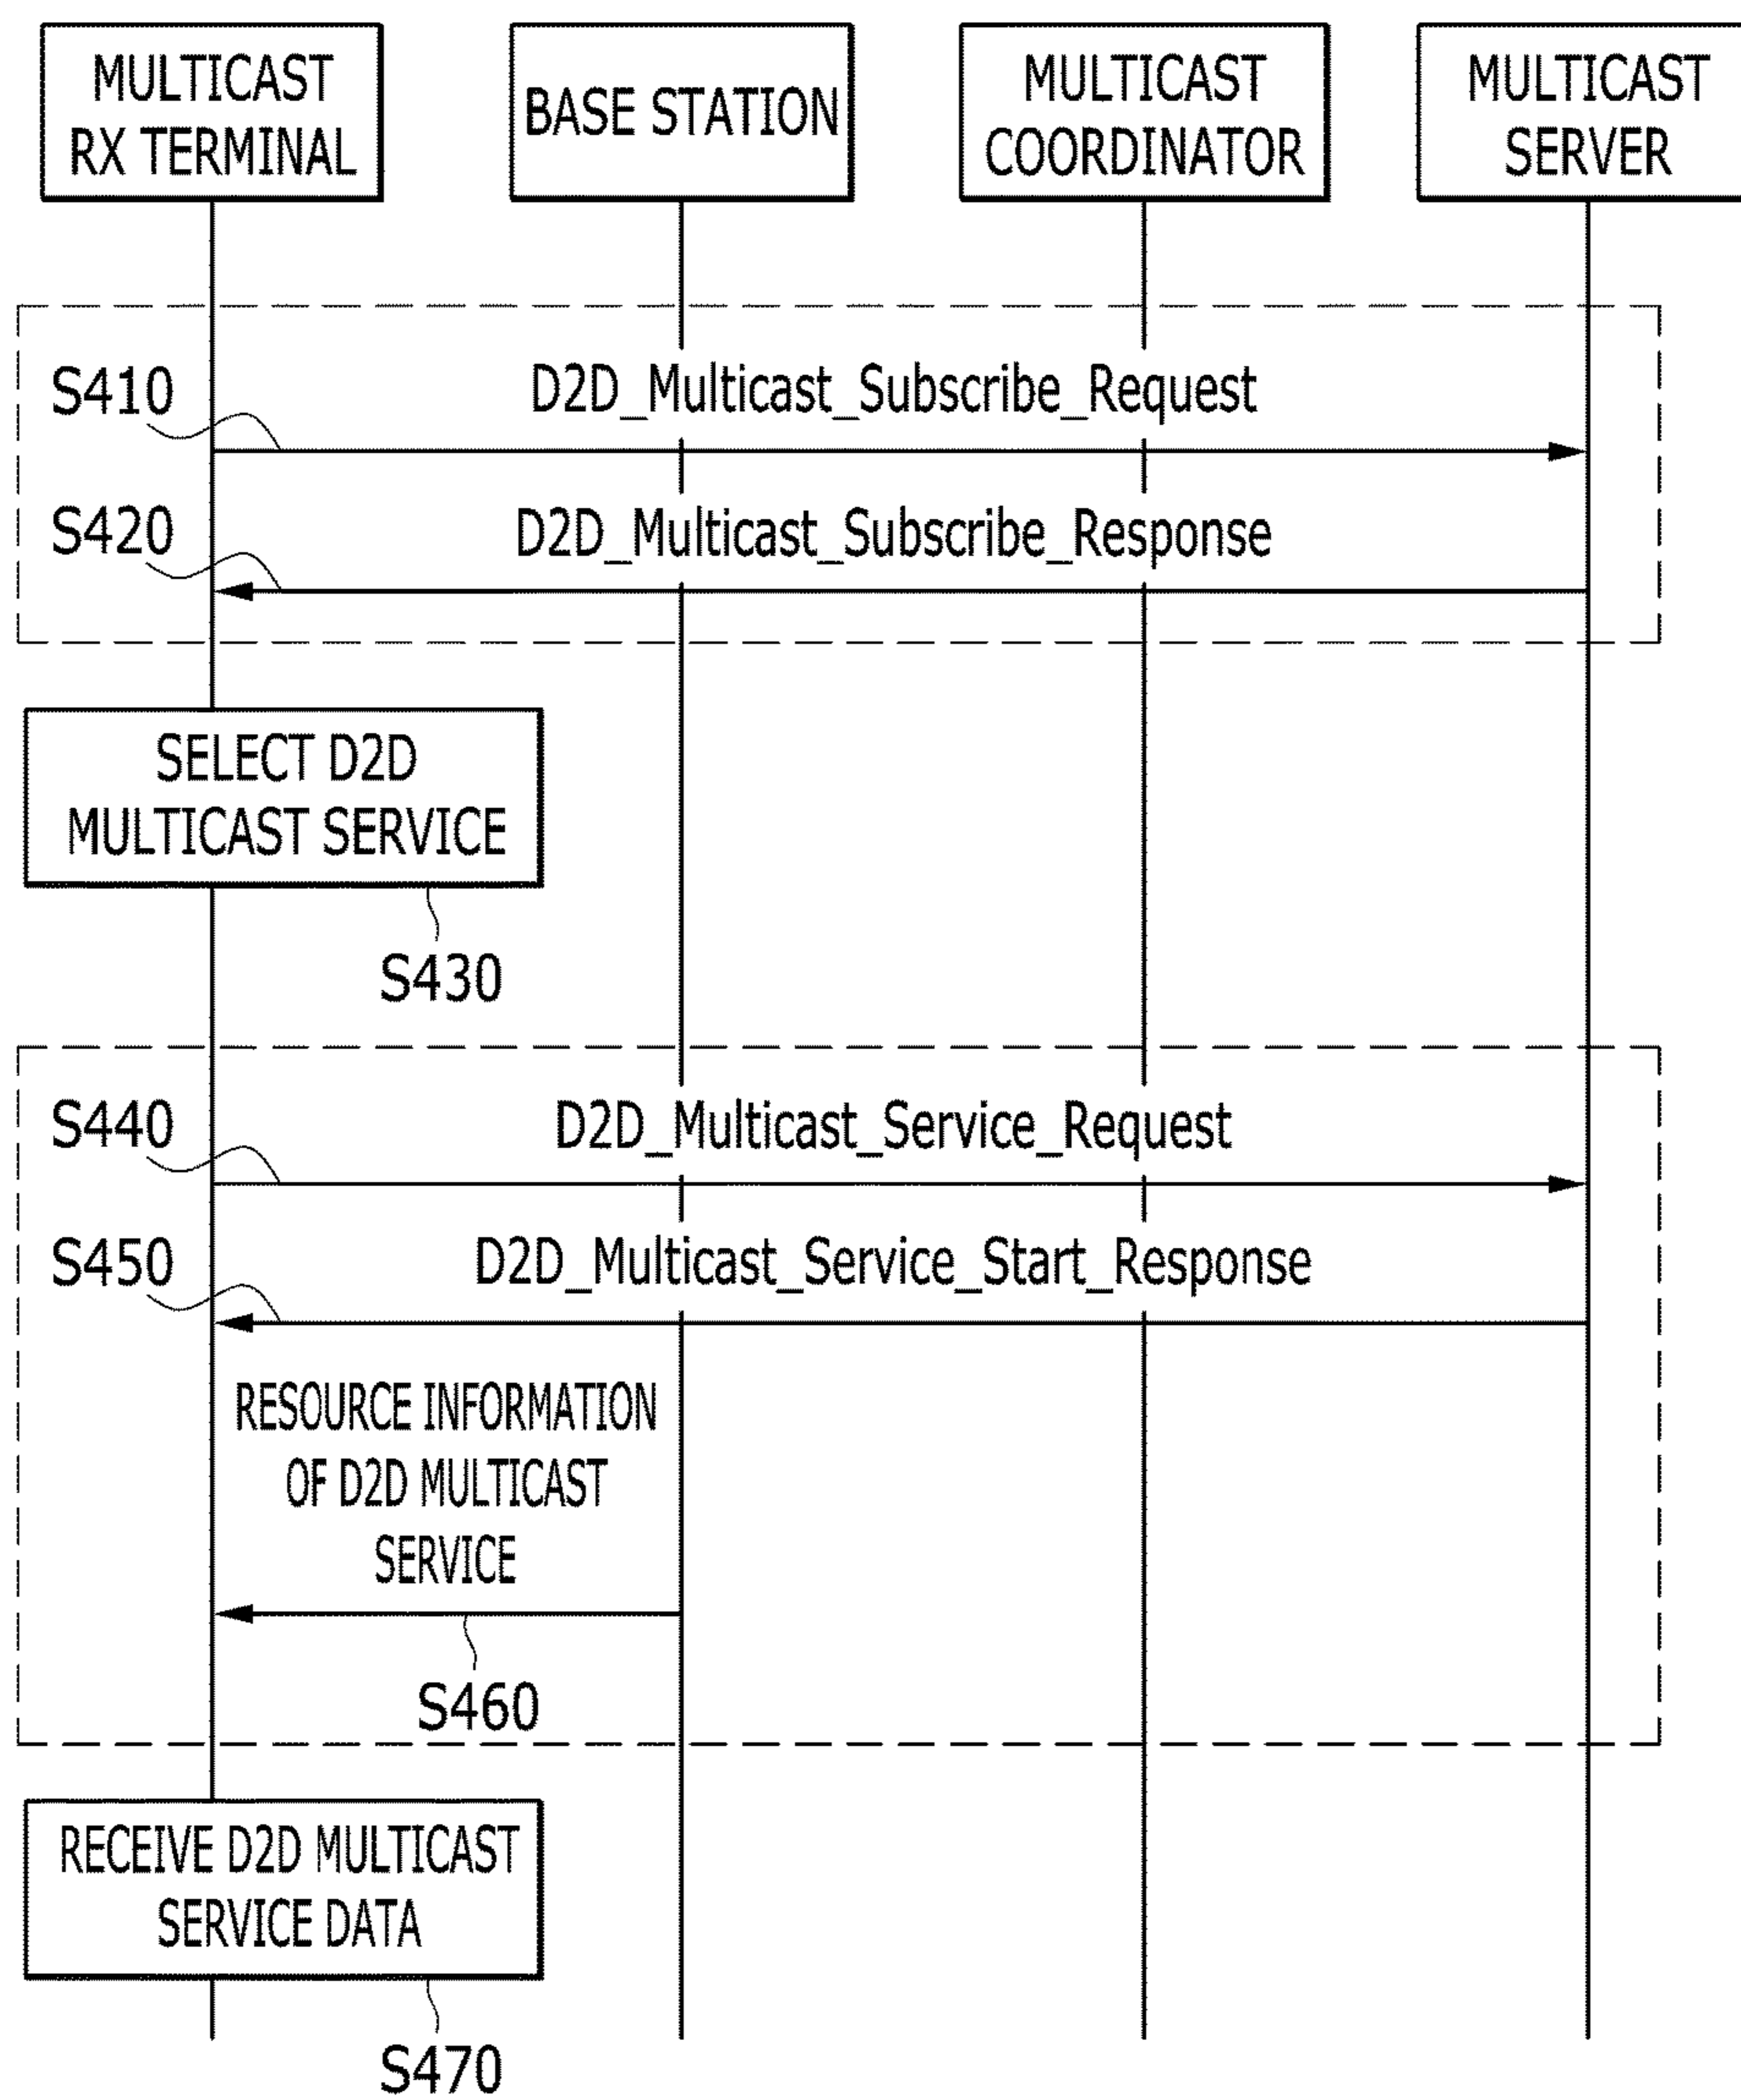 MULTICAST
RX TERMINAL
BASE STATION
MULTICAST
COORDINATOR
MULTICAST
SERVER
S410
D2D_Multicast_Subscribe_Request
S420
D2D_Multicast_Subscribe_Response
SELECT D2D
MULTICAST SERVICE
S430
S440
D2D_Multicast_Service_Request
S450
D2D_Multicast_Service_Start_Response
RESOURCE INFORMATION
OF D2D MULTICAST
SERVICE
S460
RECEIVE D2D MULTICAST
SERVICE DATA
S470